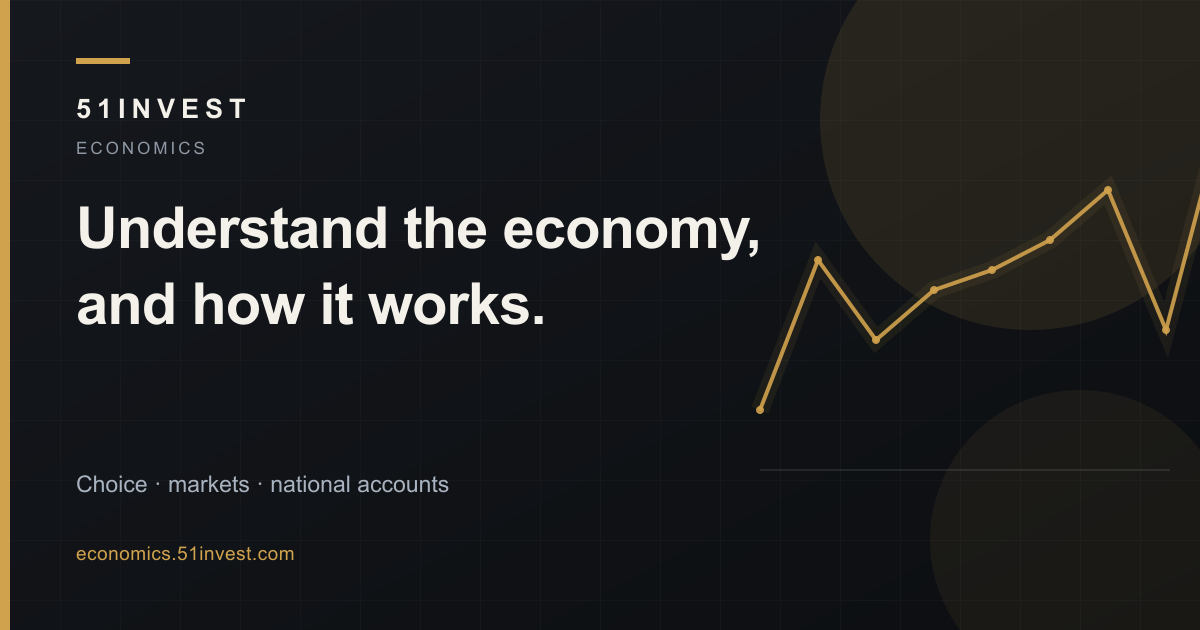 51INVEST
ECONOMICS
Understand the economy,
and how it works.
Choice · markets · national accounts
economics.51invest.com